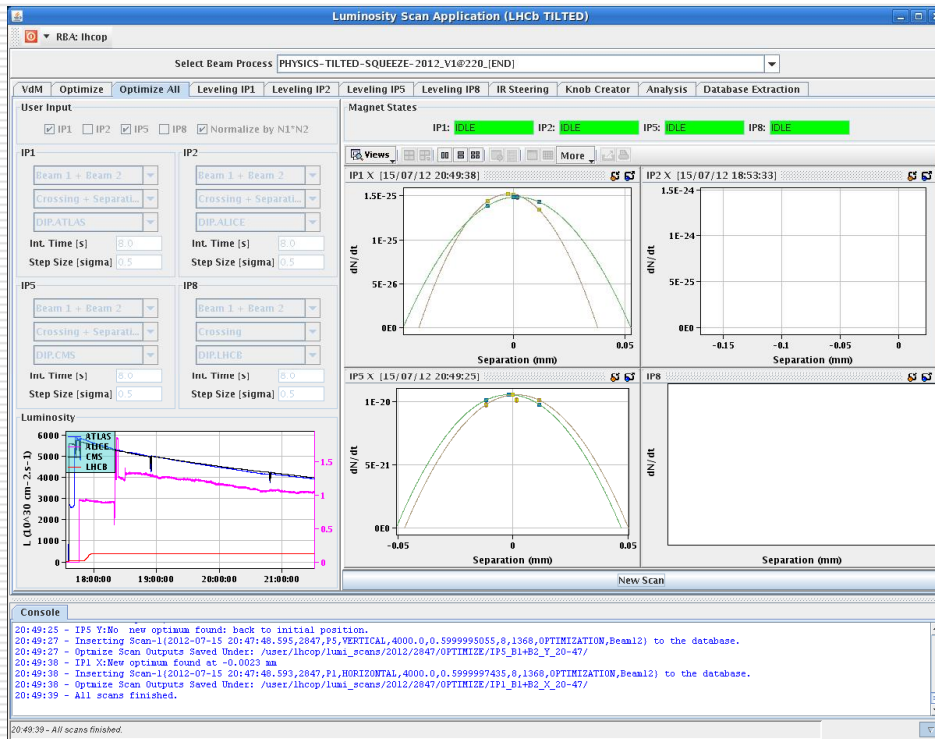 Luminosity Scan Application (LHCb TILTED)
RBA: lhcop
Select Beam Process PHYSICS-TILTED-SQUEEZE-2012_V1@220_[END]
VdM Optimize Optimize All Leveling IP1 Leveling IP2 Leveling IP5 Leveling IP8 IR Steering Knob Creator Analysis Database Extraction
User Input
IP1 IP2 IP5 IP8 Normalize by N1*N2
IP1
Beam 1 + Beam 2
Crossing + Separati...
DIP.ATLAS
Int. Time [s] 8.0
Step Size [sigma] 0.5
IP2
Beam 1 + Beam 2
Crossing + Separati...
DIP.ALICE
Int. Time [s] 8.0
Step Size [sigma] 0.5
IP5
Beam 1 + Beam 2
Crossing + Separati...
DIP.CMS
Int. Time [s] 8.0
Step Size [sigma] 0.5
IP8
Beam 1 + Beam 2
Crossing
DIP.LHCB
Int. Time [s] 8.0
Step Size [sigma] 0.5
Luminosity
ATLAS
ALICE
CMS
LHCB
L (10^30 cm-2.s-1)
6000
5000
4000
3000
2000
1000
0
1.5
1
0.5
0
18:00:00 19:00:00 20:00:00 21:00:00
Magnet States
IP1: IDLE IP2: IDLE IP5: IDLE IP8: IDLE
Views More
IP1 X [15/07/12 20:49:38]
dN/dt
1.5E-25
1E-25
5E-26
0E0
0 0.05
Separation (mm)
IP2 X [15/07/12 18:53:33]
dN/dt
1.5E-24
1E-24
5E-25
0E0
-0.15 -0.1 -0.05 0
Separation (mm)
IP5 X [15/07/12 20:49:25]
dN/dt
1E-20
5E-21
0E0
-0.05 0 0.05
Separation (mm)
IP8
dN/dt
Separation (mm)
New Scan
Console
20:49:25 - IP5 Y:No new optimum found: back to initial position.
20:49:27 - Inserting Scan-1{2012-07-15 20:47:48.595,2847,P5,VERTICAL,4000.0,0.5999995055,8,1368,OPTIMIZATION,Beam12} to the database.
20:49:27 - Optmize Scan Outputs Saved Under: /user/lhcop/lumi_scans/2012/2847/OPTIMIZE/IP5_B1+B2_Y_20-47/
20:49:38 - IP1 X:New optimum found at -0.0023 mm
20:49:38 - Inserting Scan-1{2012-07-15 20:47:48.593,2847,P1,HORIZONTAL,4000.0,0.5999997435,8,1368,OPTIMIZATION,Beam12} to the database.
20:49:38 - Optmize Scan Outputs Saved Under: /user/lhcop/lumi_scans/2012/2847/OPTIMIZE/IP1_B1+B2_X_20-47/
20:49:39 - All scans finished.
20:49:39 - All scans finished.